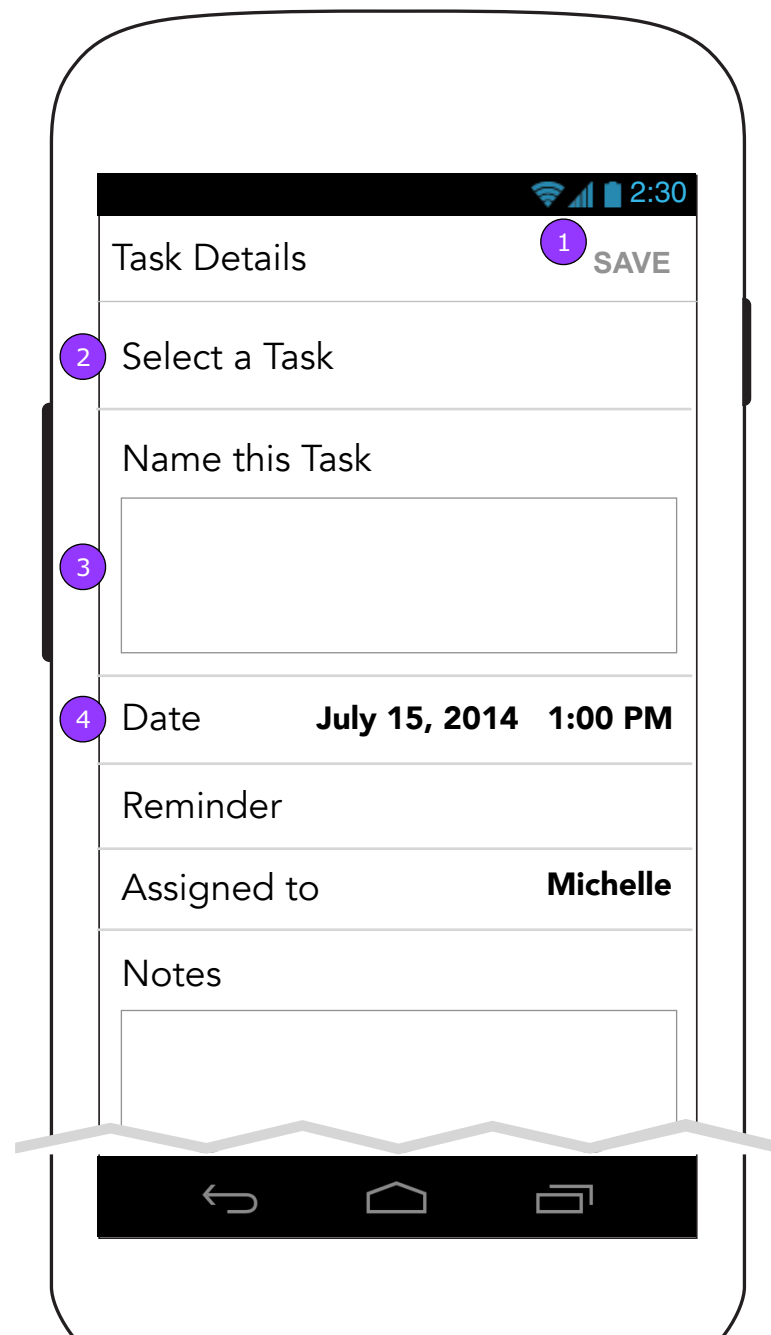 2:30
Task Details 1 SAVE
2 Select a Task
Name this Task
3
4 Date July 15, 2014 1:00 PM
Reminder
Assigned to Michelle
Notes